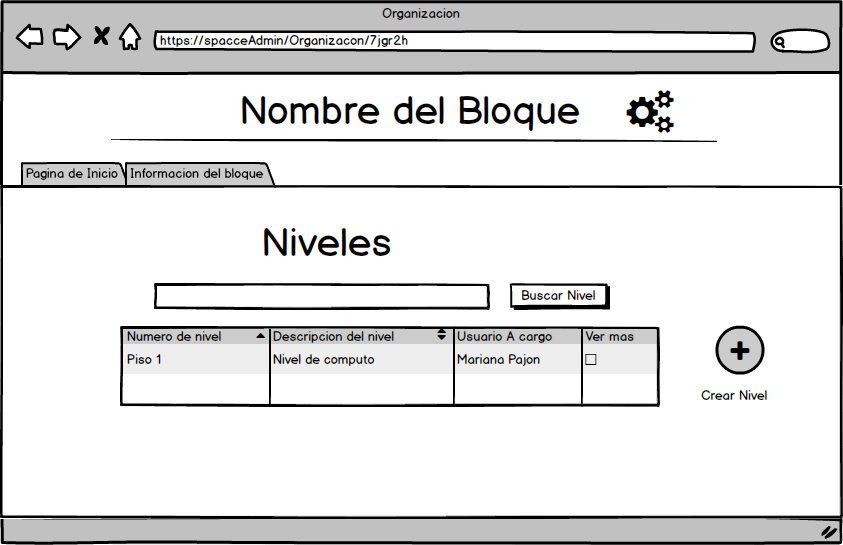 Organizacion
https://spacceAdmin/Organizacon/7jgr2h
Nombre del Bloque
Pagina de Inicio Informacion del bloque
Niveles
Buscar Nivel
Numero de nivel Descripcion del nivel Usuario A cargo Ver mas
Piso 1 Nivel de computo Mariana Pajon
Crear Nivel